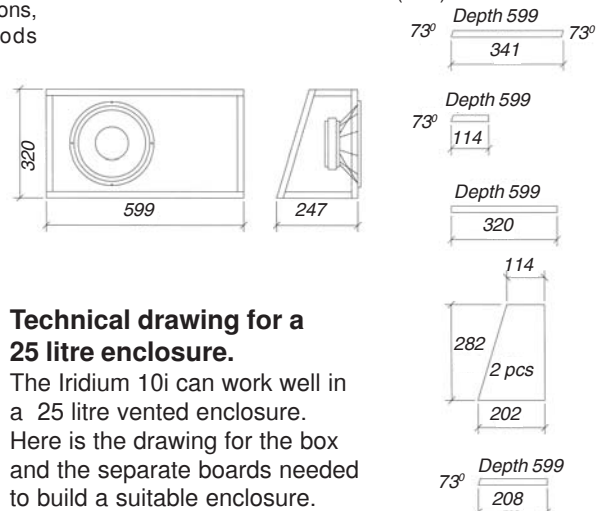 ons,
ods
320
599
247
Technical drawing for a
25 litre enclosure.
The Iridium 10i can work well in
a 25 litre vented enclosure.
Here is the drawing for the box
and the separate boards needed
to build a suitable enclosure.
Depth 599
73⁰ 73⁰
341
Depth 599
73⁰
114
Depth 599
320
114
282
2 pcs
202
Depth 599
73⁰
208